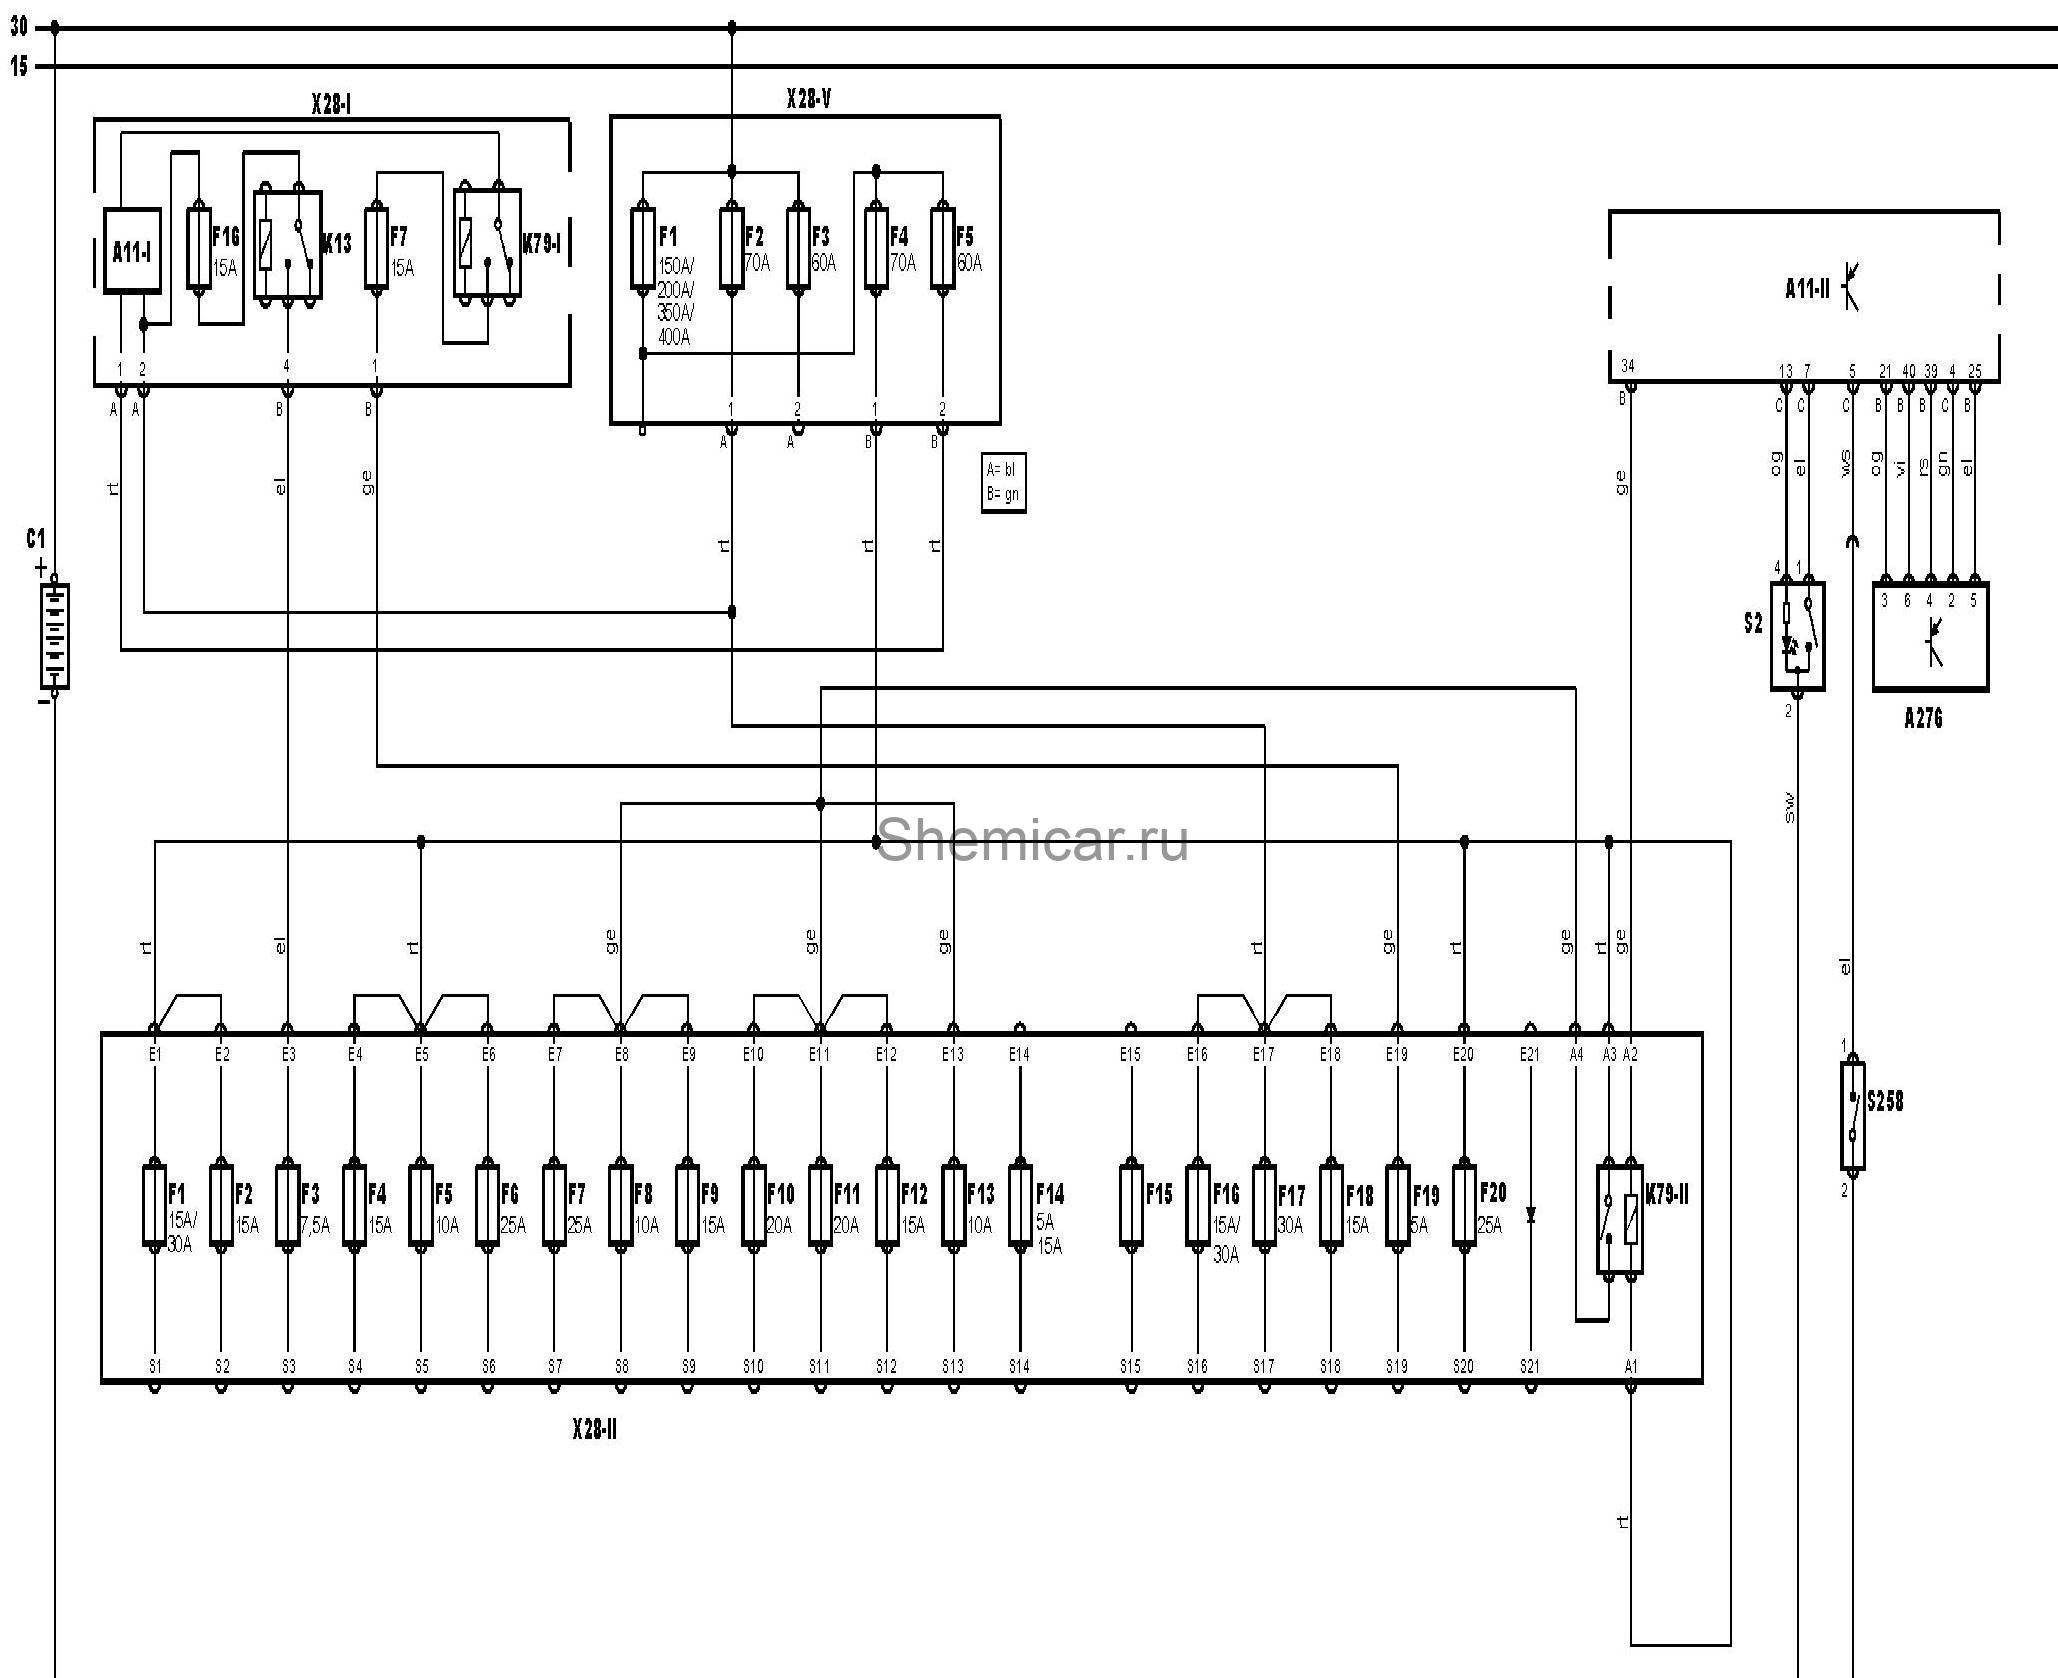 30
15
X28-I
X28-V
A11-I
F16
15A
K13
F7
15A
K79-I
F1
150A/
200A/
350A/
400A
F2
70A
F3
60A
F4
70A
F5
60A
A11-II
1 2 4 1
A A B B
1 2 1 2
A A B B
34 13 7 5 21 40 39 4 25
B C C C B B B C B
A= bl
B= gn
rt el ge
rt rt rt
ge og el ws og vi rs gn el
C1
+
-
4 1
S2
2
3 6 4 2 5
A276
sw
Shemicar.ru
rt el rt ge ge ge rt ge rt ge rt ge
el
E1 E2 E3 E4 E5 E6 E7 E8 E9 E10 E11 E12 E13 E14 E15 E16 E17 E18 E19 E20 E21 A4 A3 A2
1
S258
2
F1
15A/
30A
F2
15A
F3
7,5A
F4
15A
F5
10A
F6
25A
F7
25A
F8
10A
F9
15A
F10
20A
F11
20A
F12
15A
F13
10A
F14
5A
15A
F15
F16
15A/
30A
F17
30A
F18
15A
F19
5A
F20
25A
K79-II
S1 S2 S3 S4 S5 S6 S7 S8 S9 S10 S11 S12 S13 S14 S15 S16 S17 S18 S19 S20 S21 A1
X28-II
rt